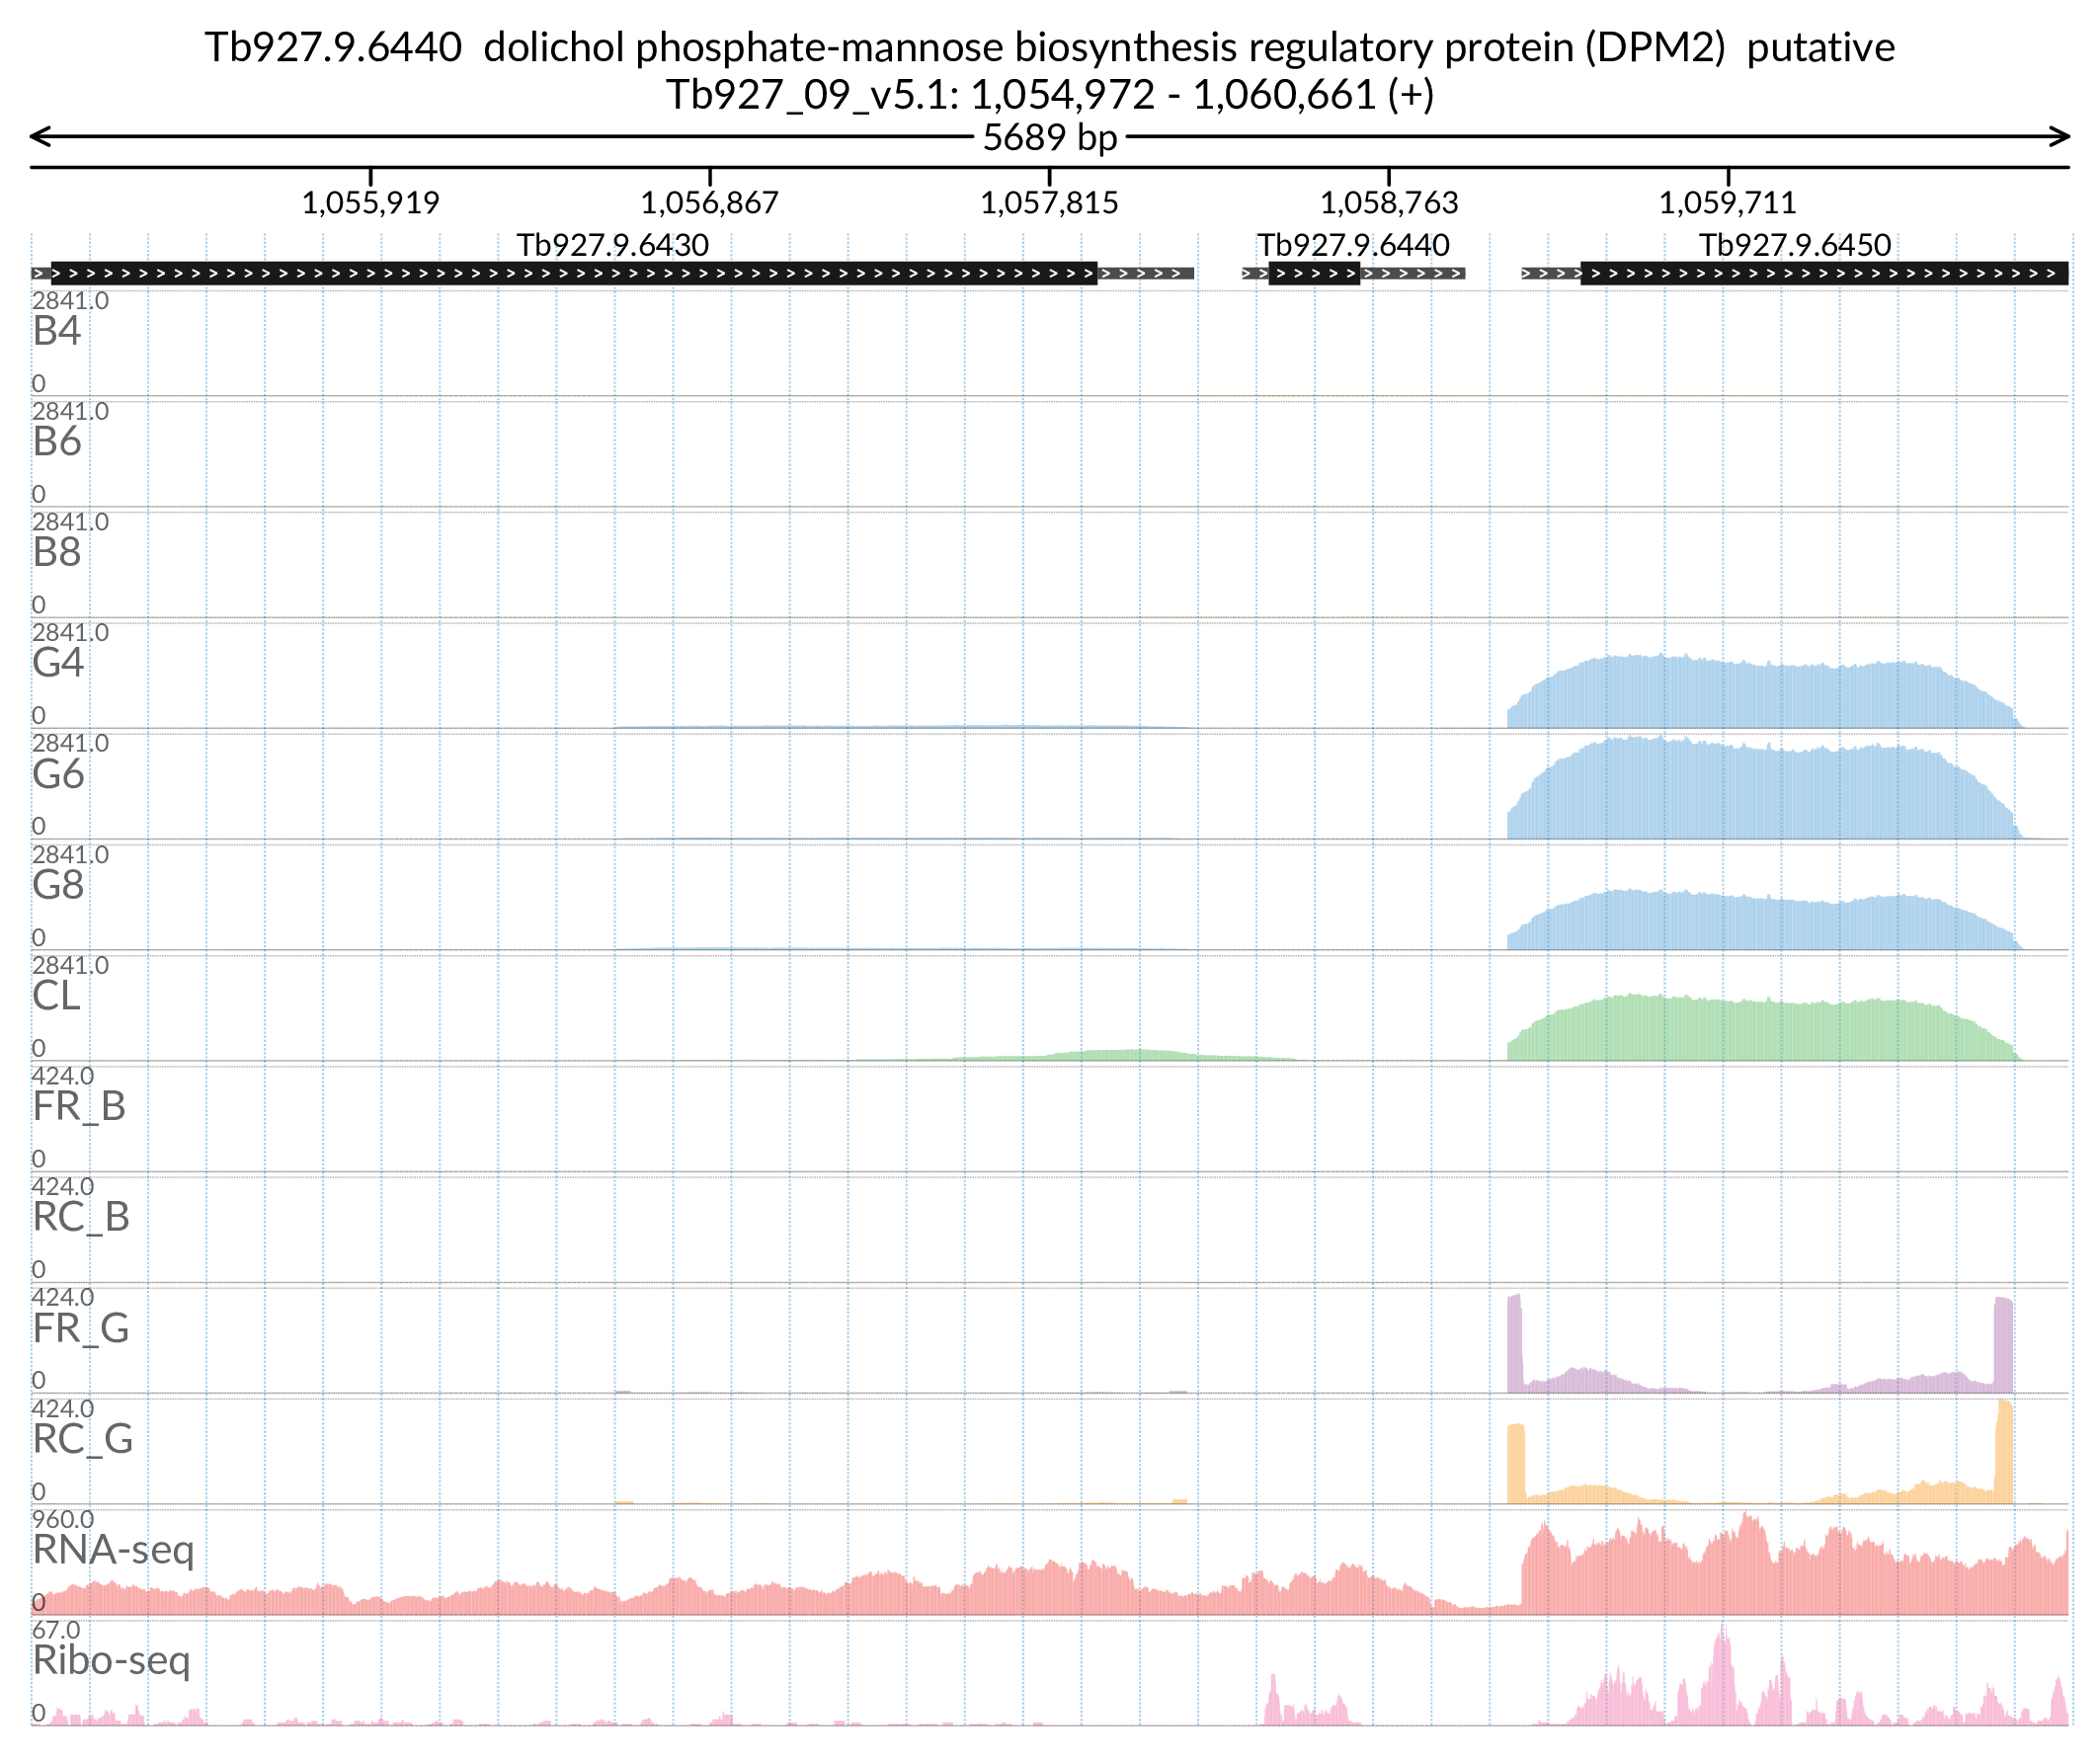 Tb927.9.6440  dolichol phosphate-mannose biosynthesis regulatory protein (DPM2)  putative
Tb927_09_v5.1: 1,054,972 - 1,060,661 (+)
5689 bp
1,055,919 1,056,867 1,057,815 1,058,763 1,059,711
Tb927.9.6430 Tb927.9.6440 Tb927.9.6450
2841.0
B4
0
2841.0
B6
0
2841.0
B8
0
2841.0
G4
0
2841.0
G6
0
2841.0
G8
0
2841.0
CL
0
424.0
FR_B
0
424.0
RC_B
0
424.0
FR_G
0
424.0
RC_G
0
960.0
RNA-seq
0
67.0
Ribo-seq
0